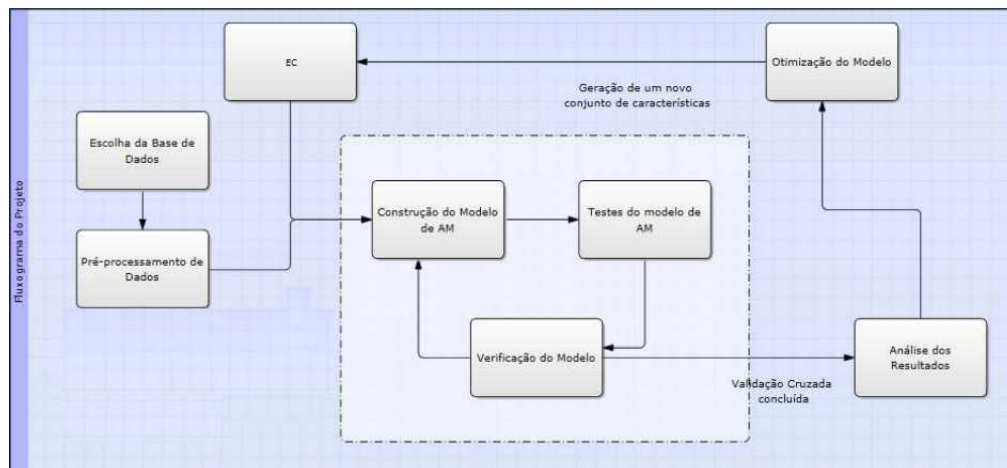 Fluxograma do Projeto
EC
Otimização do Modelo
Geração de um novo
conjunto de características
Escolha da Base de
Dados
Pré-processamento de
Dados
Construção do Modelo
de AM
Testes do modelo de
AM
Verificação do Modelo
Validação Cruzada
concluída
Análise dos
Resultados